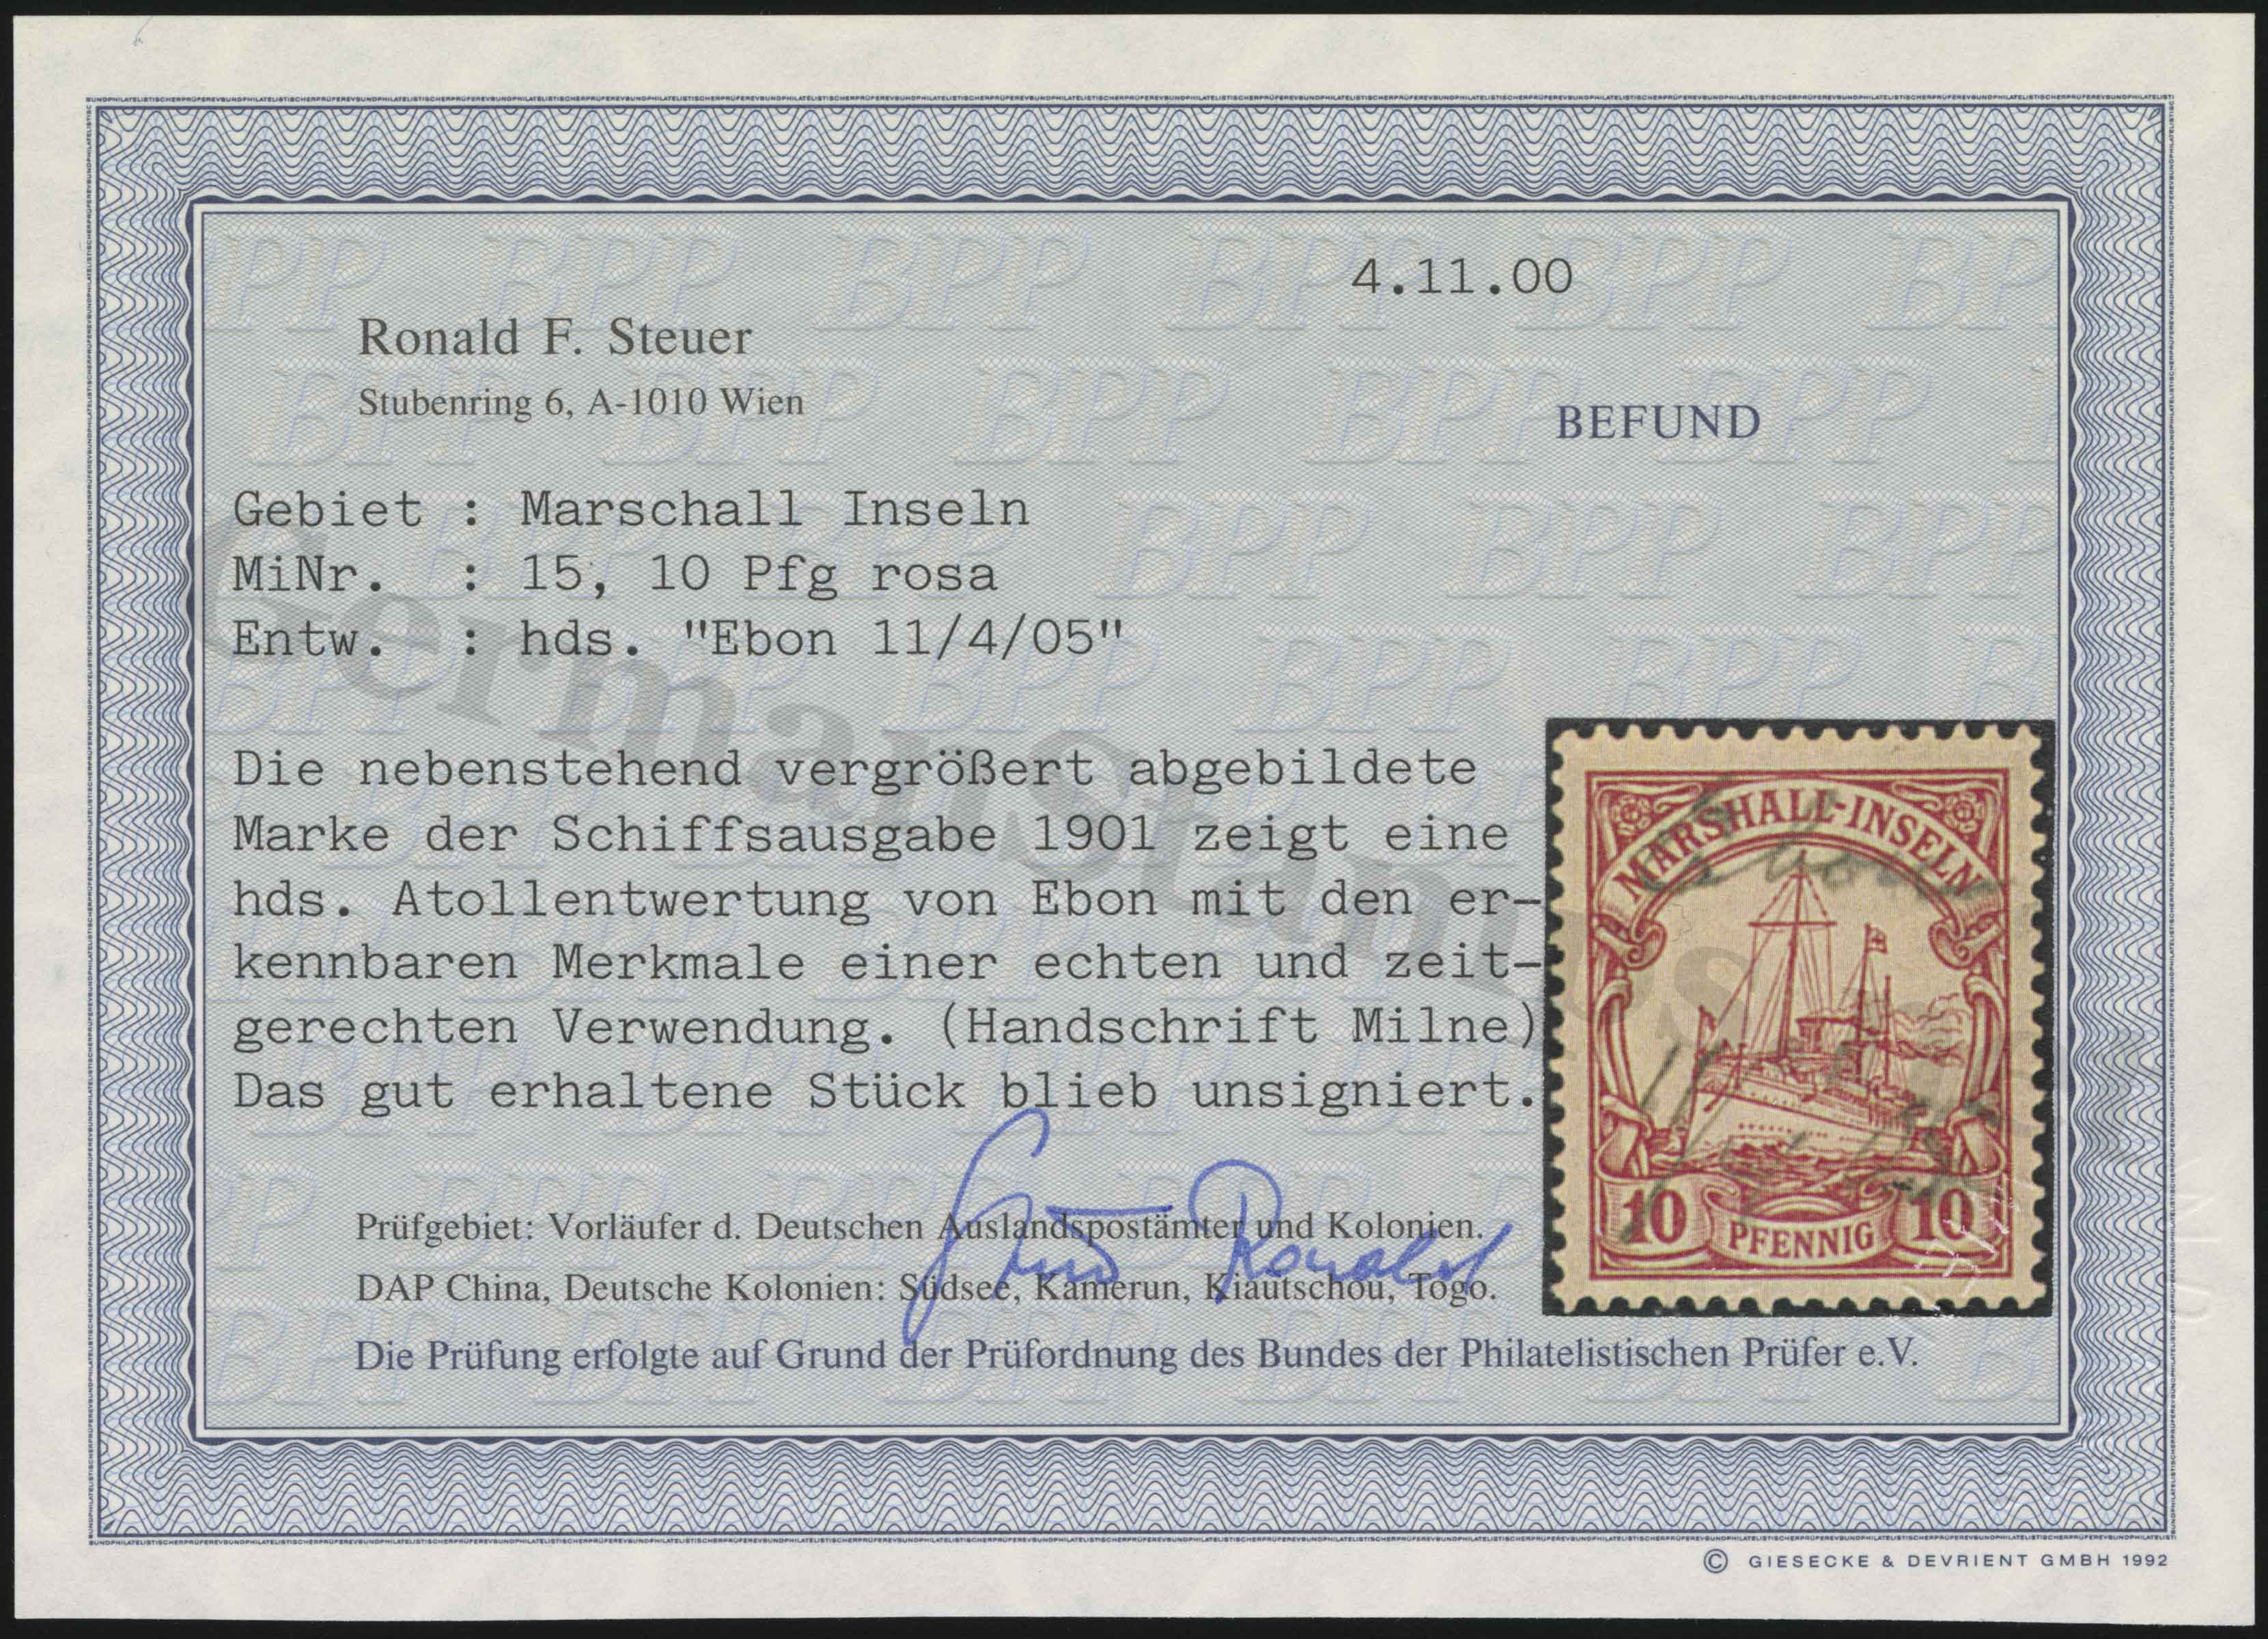 4.11.00
Ronald F. Steuer
Stubenring 6, A-1010 Wien
BEFUND
Gebiet : Marschall Inseln
MiNr. : 15, 10 Pfg rosa
Entw. : hds. "Ebon 11/4/05"
Die nebenstehend vergrößert abgebildete
Marke der Schiffsausgabe 1901 zeigt eine
hds. Atollentwertung von Ebon mit den er-
kennbaren Merkmale einer echten und zeit-
gerechten Verwendung. (Handschrift Milne)
Das gut erhaltene Stück blieb unsigniert.
MARSHALL-INSELN
10 PFENNIG 10
Prüfgebiet: Vorläufer d. Deutschen Auslandspostämter und Kolonien.
DAP China, Deutsche Kolonien: Südsee, Kamerun, Kiautschou, Togo.
Die Prüfung erfolgte auf Grund der Prüfordnung des Bundes der Philatelistischen Prüfer e.V.
© GIESECKE & DEVRIENT GMBH 1992